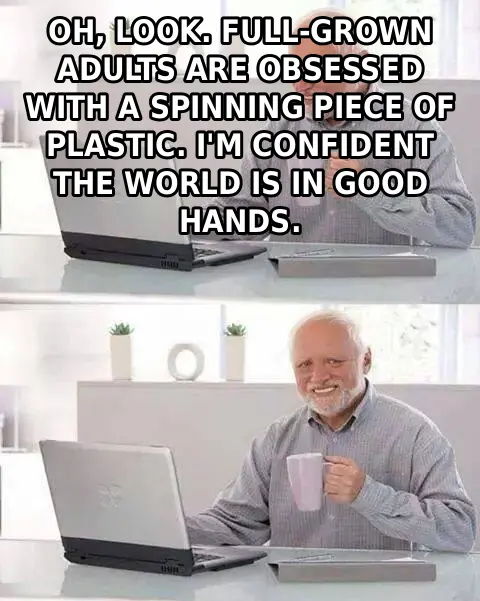 OH, LOOK. FULL-GROWN
ADULTS ARE OBSESSED
WITH A SPINNING PIECE OF
PLASTIC. I'M CONFIDENT
THE WORLD IS IN GOOD
HANDS.